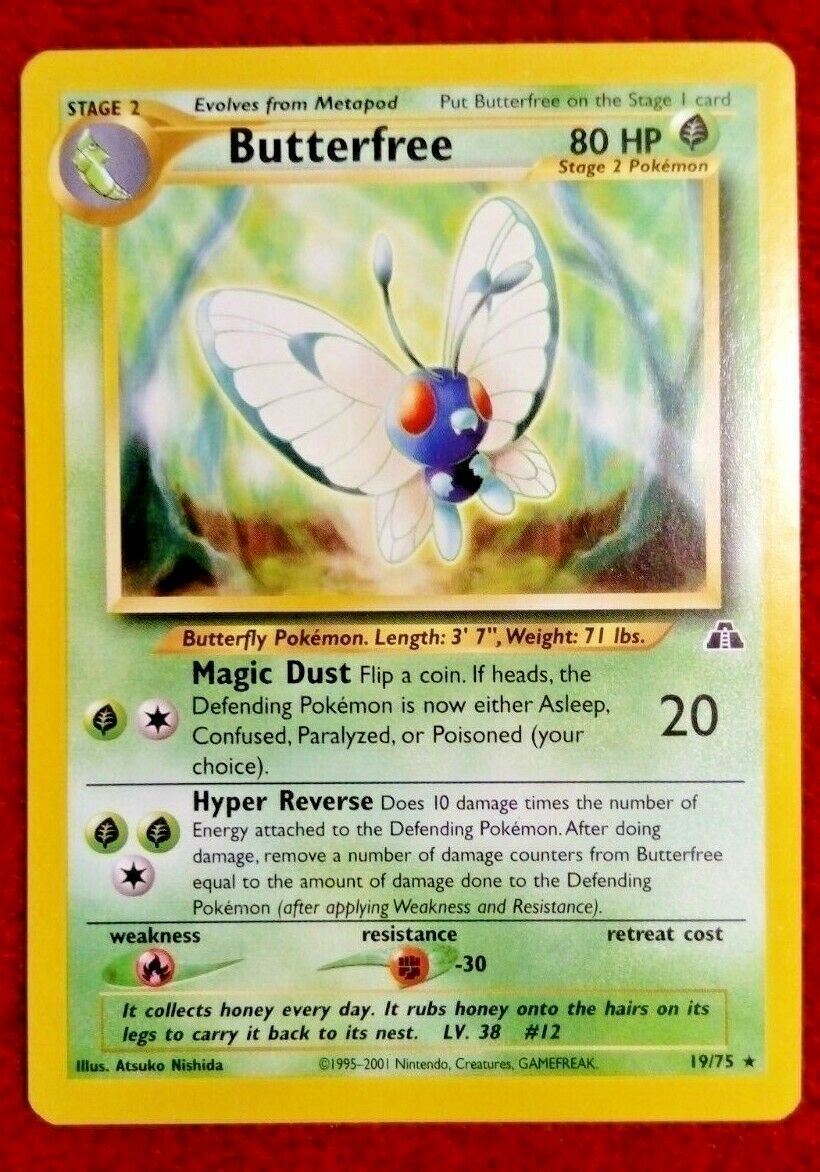 STAGE 2 Evolves from Metapod Put Butterfree on the Stage 1 card
Butterfree 80 HP
Stage 2 Pokémon
Butterfly Pokémon. Length: 3' 7", Weight: 71 lbs.
Magic Dust Flip a coin. If heads, the
Defending Pokémon is now either Asleep,
Confused, Paralyzed, or Poisoned (your
choice).
20
Hyper Reverse Does 10 damage times the number of
Energy attached to the Defending Pokémon. After doing
damage, remove a number of damage counters from Butterfree
equal to the amount of damage done to the Defending
Pokémon (after applying Weakness and Resistance).
weakness resistance retreat cost
-30
It collects honey every day. It rubs honey onto the hairs on its
legs to carry it back to its nest. LV. 38 #12
Illus. Atsuko Nishida ©1995-2001 Nintendo, Creatures, GAMEFREAK. 19/75 ★